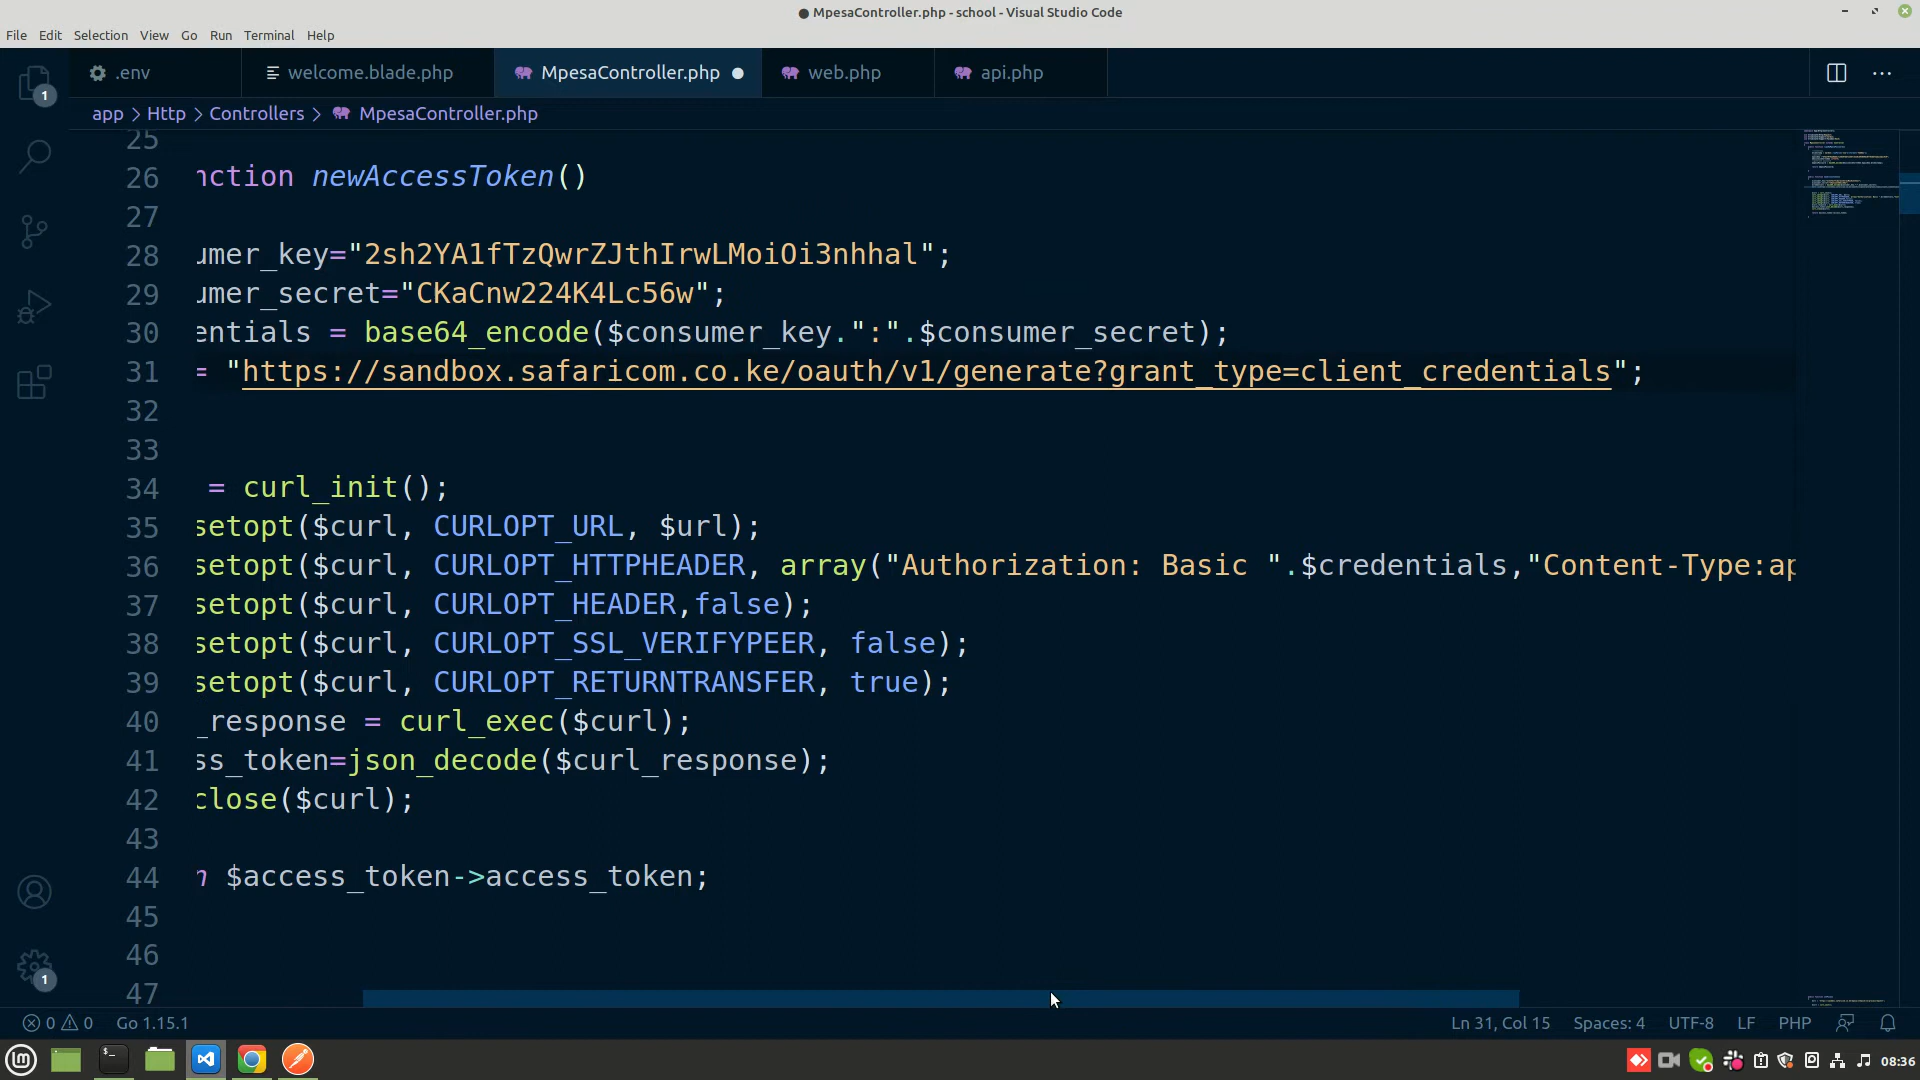 MpesaController.php - school - Visual Studio Code
File Edit Selection View Go Run Terminal Help
.env welcome.blade.php MpesaController.php web.php api.php
app > Http > Controllers > MpesaController.php
25
26 nction newAccessToken()
27
28 umer_key="2sh2YA1fTzQwrZJthIrwLMoiOi3nhhal";
29 umer_secret="CKaCnw224K4Lc56w";
30 entials = base64_encode($consumer_key.":".$consumer_secret);
31 = "https://sandbox.safaricom.co.ke/oauth/v1/generate?grant_type=client_credentials";
32
33
34 = curl_init();
35 setopt($curl, CURLOPT_URL, $url);
36 setopt($curl, CURLOPT_HTTPHEADER, array("Authorization: Basic ".$credentials,"Content-Type:ap
37 setopt($curl, CURLOPT_HEADER,false);
38 setopt($curl, CURLOPT_SSL_VERIFYPEER, false);
39 setopt($curl, CURLOPT_RETURNTRANSFER, true);
40 _response = curl_exec($curl);
41 ss_token=json_decode($curl_response);
42 close($curl);
43
44 n $access_token->access_token;
45
46
47
1
1
0 0 Go 1.15.1 Ln 31, Col 15 Spaces: 4 UTF-8 LF PHP
08:36